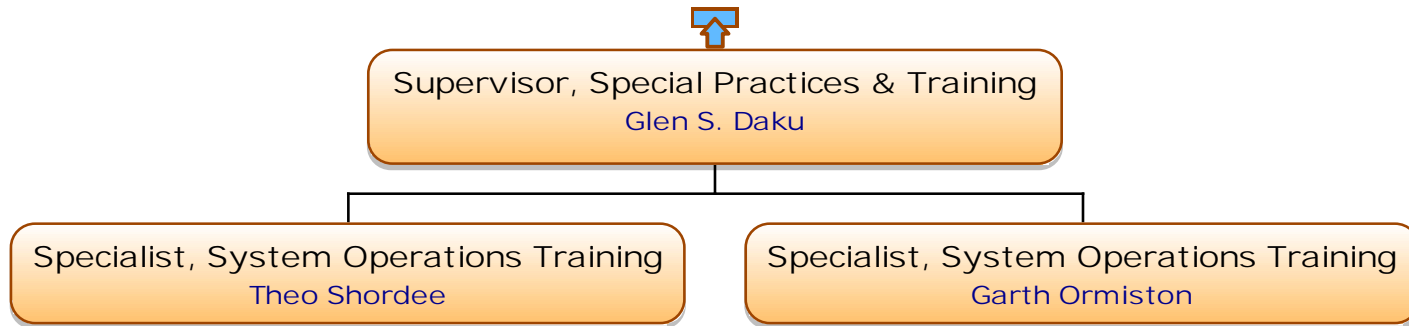 Supervisor, Special Practices & Training
Glen S. Daku
Specialist, System Operations Training
Theo Shordee
Specialist, System Operations Training
Garth Ormiston